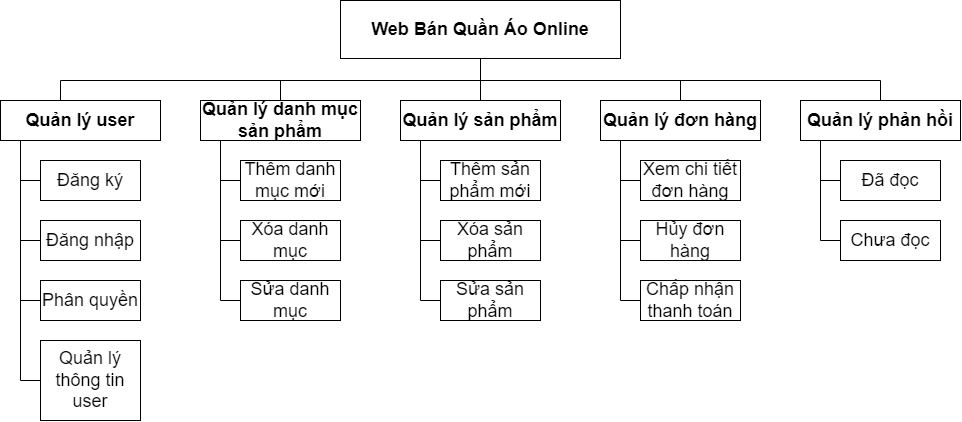 Web Bán Quần Áo Online
Quản lý user
Đăng ký
Đăng nhập
Phân quyền
Quản lý
thông tin
user
Quản lý danh mục
sản phẩm
Thêm danh
mục mới
Xóa danh
mục
Sửa danh
mục
Quản lý sản phẩm
Thêm sản
phẩm mới
Xóa sản
phẩm
Sửa sản
phẩm
Quản lý đơn hàng
Xem chi tiết
đơn hàng
Hủy đơn
hàng
Chấp nhận
thanh toán
Quản lý phản hồi
Đã đọc
Chưa đọc